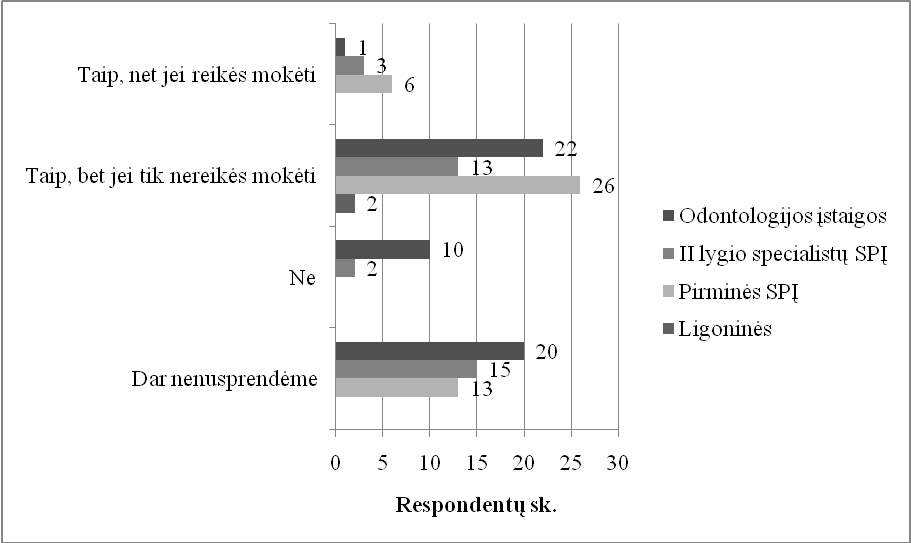 Taip, net jei reikės mokėti
1
3
6
Taip, bet jei tik nereikės mokėti
22
13
26
2
Ne
10
2
Dar nenusprendėme
20
15
13
0 5 10 15 20 25 30
Respondentų sk.
Odontologijos įstaigos
II lygio specialistų SPĮ
Pirminės SPĮ
Ligoninės